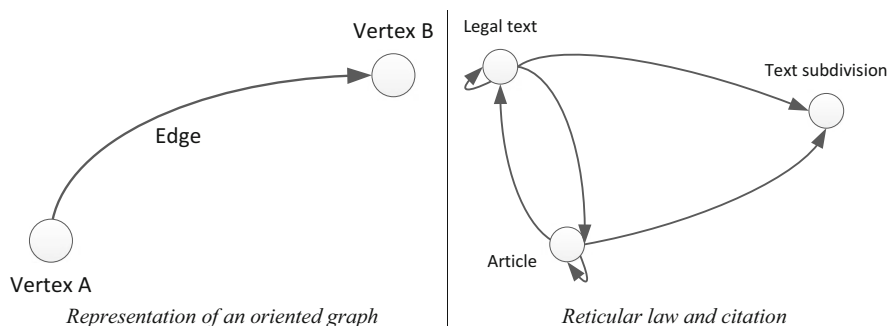 Vertex B
Edge
Vertex A
Representation of an oriented graph
Legal text
Text subdivision
Article
Reticular law and citation